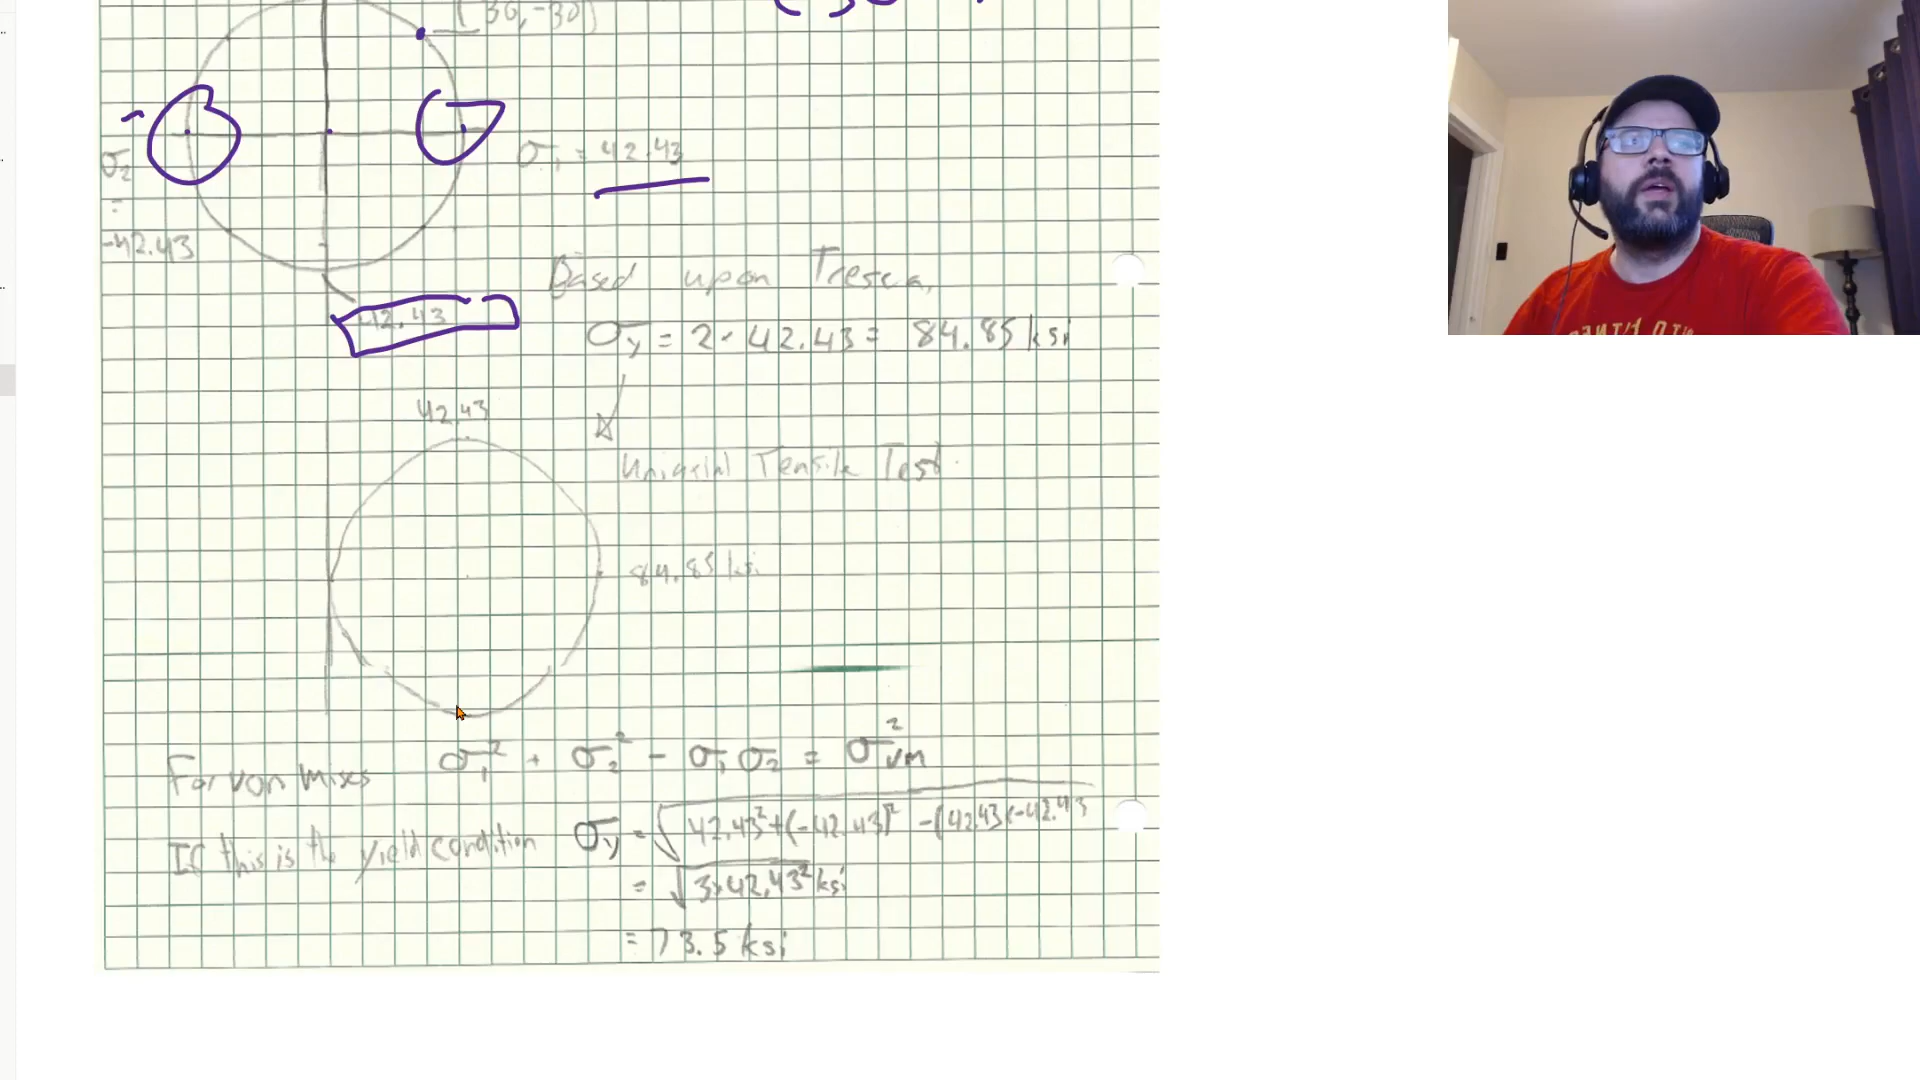 (30,-30)
(30
σ₁ = 42.43
σ₂
=
-42.43
Based upon Tresca,
42.43
σy = 2·42.43 = 84.85 ksi
42.43
Uniaxial Tensile Test.
84.85 ksi
For von mises σ₁² + σ₂² - σ₁σ₂ = σvm²
If this is the yield condition σy = √42.43²+(-42.43)² -(42.43)(-42.43
= √3×42.43² ksi
= 73.5 ksi